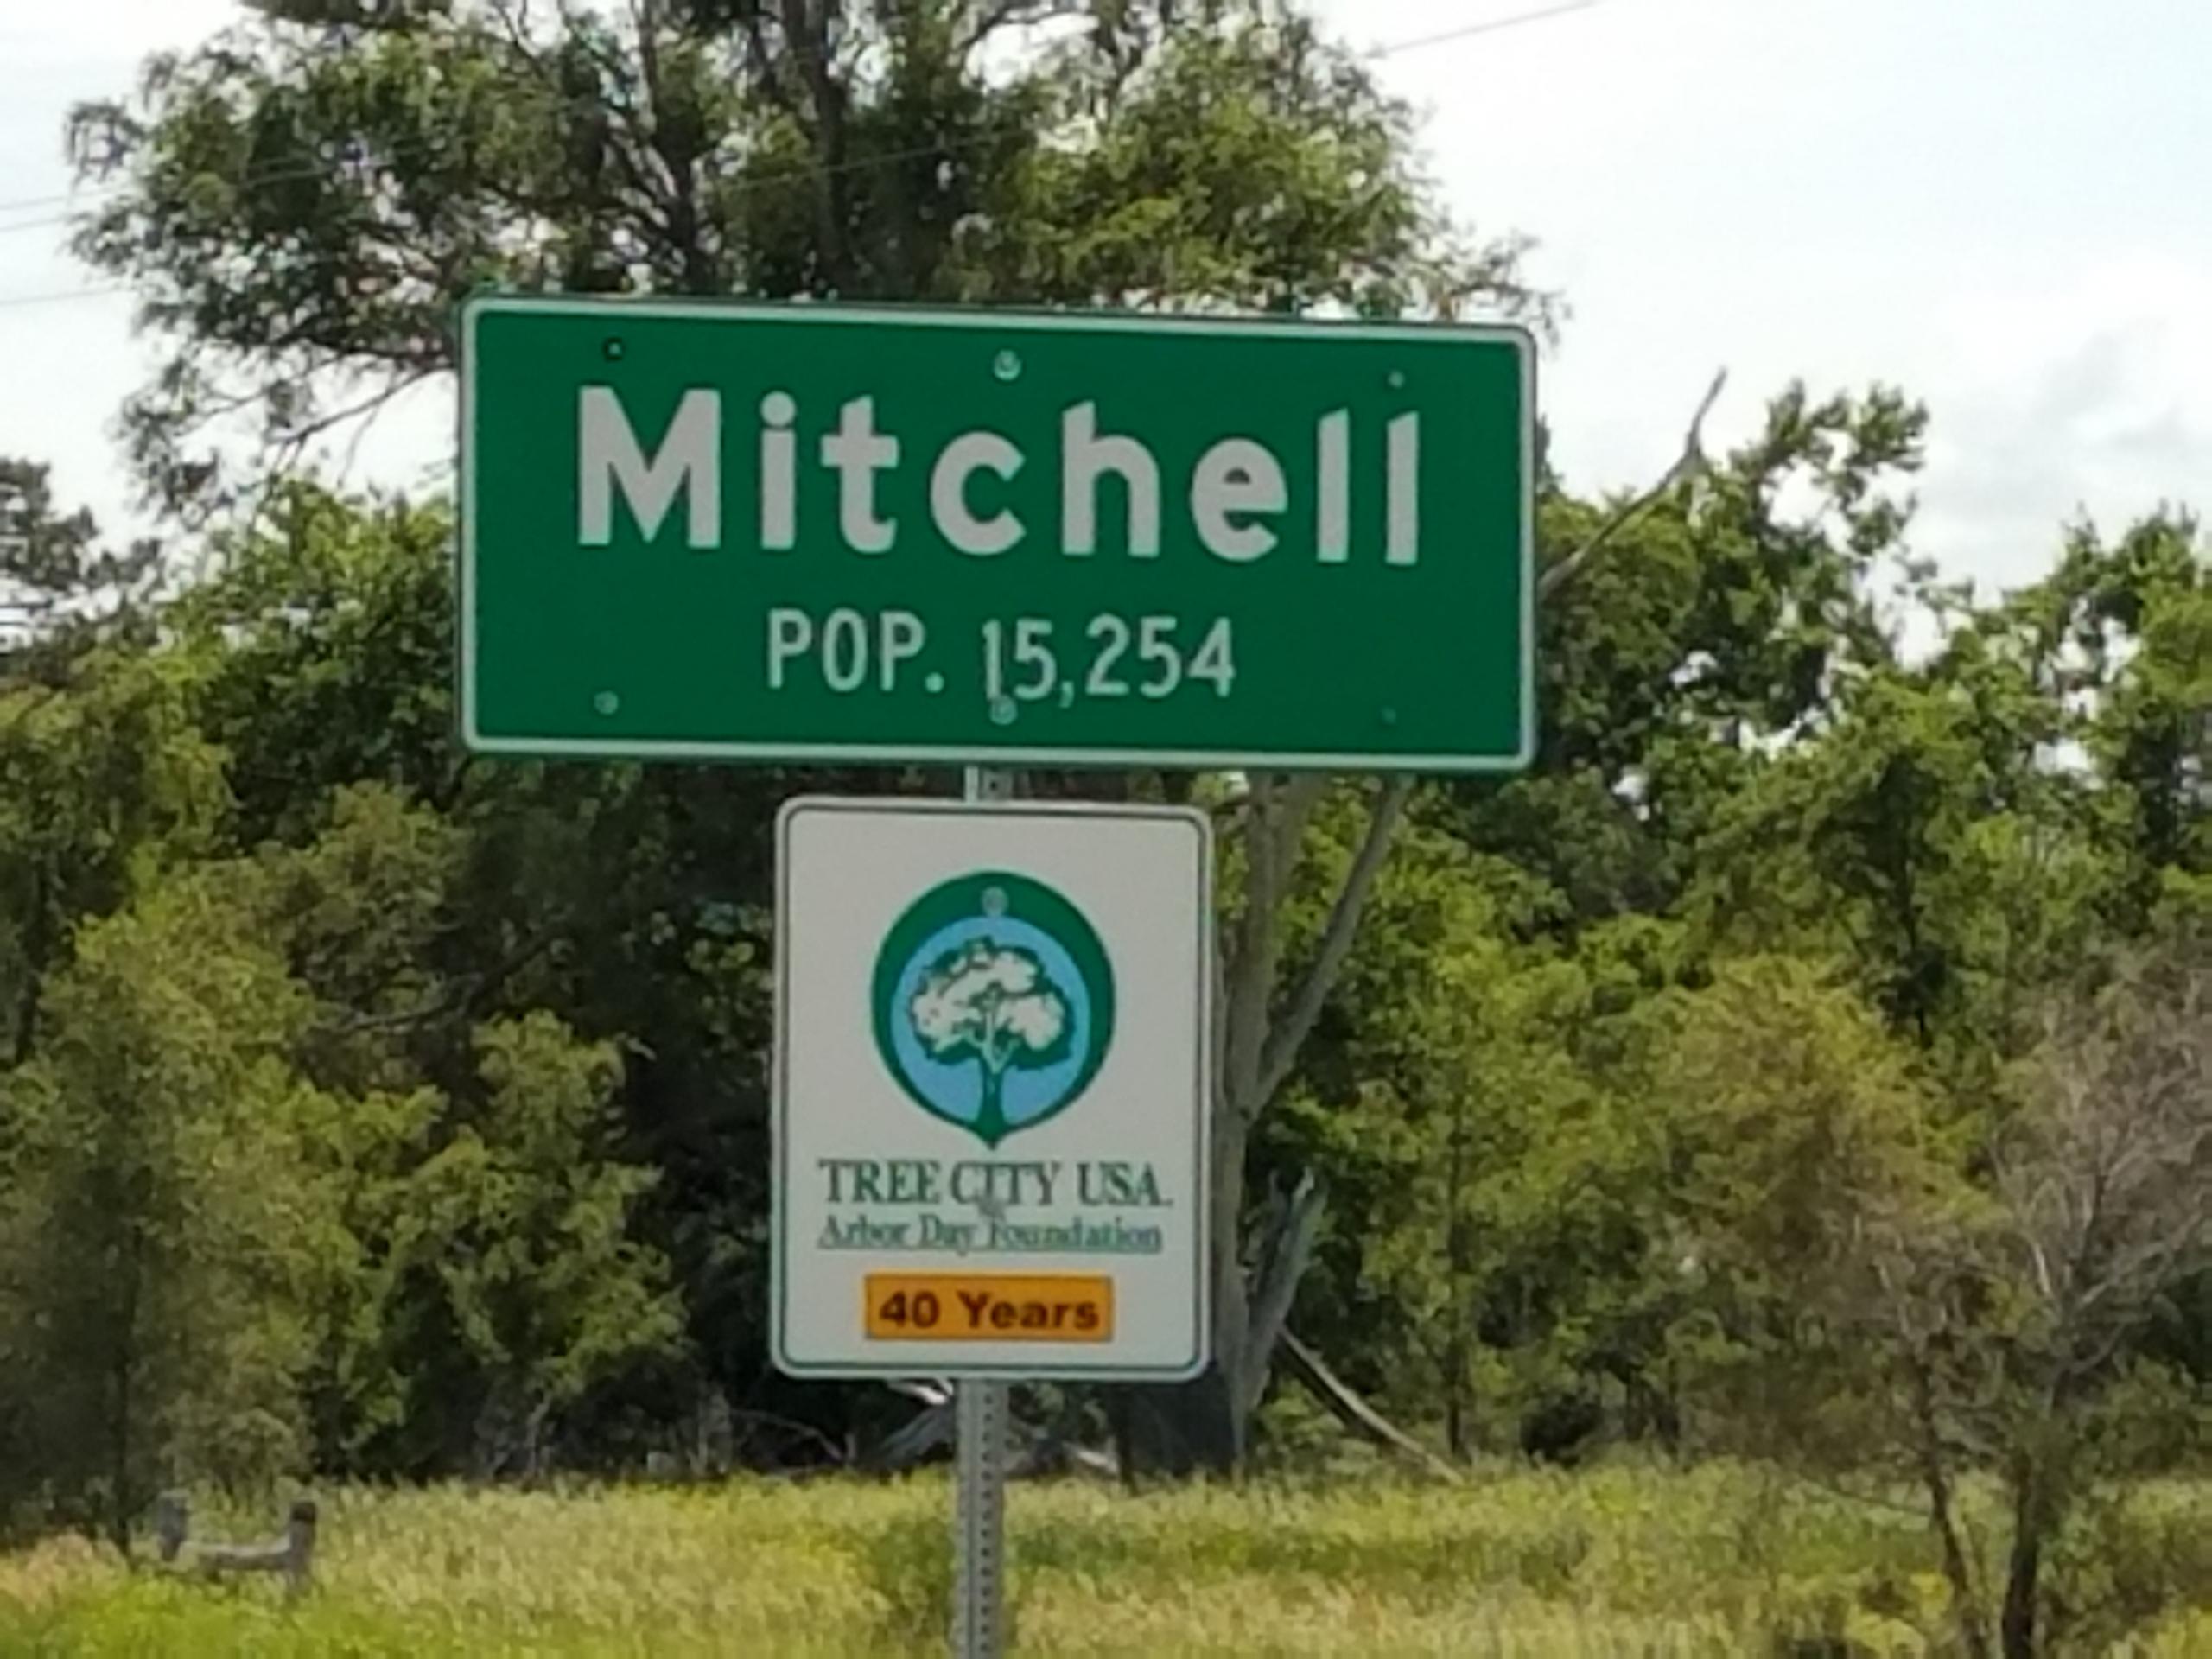 Mitchell
POP. 15,254
TREE CITY USA
Arbor Day Foundation
40 Years